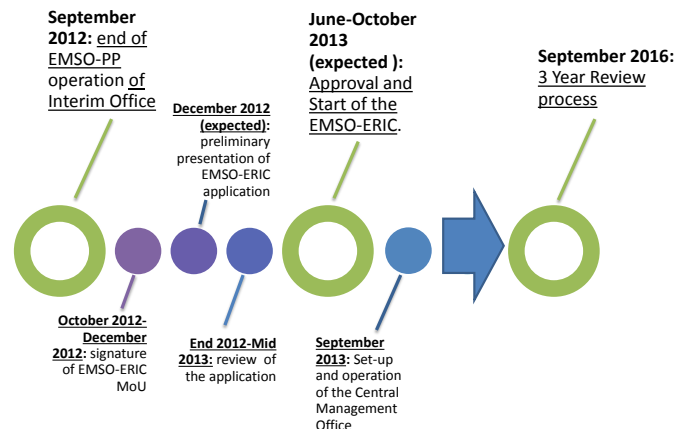 September
2012: end of
EMSO-PP
operation of
Interim Office
December 2012
(expected):
preliminary
presentation of
EMSO-ERIC
application
June-October
2013
(expected ):
Approval and
Start of the
EMSO-ERIC.
September 2016:
3 Year Review
process
October 2012-
December
2012: signature
of EMSO-ERIC
MoU
End 2012-Mid
2013: review of
the application
September
2013: Set-up
and operation
of the Central
Management
Office